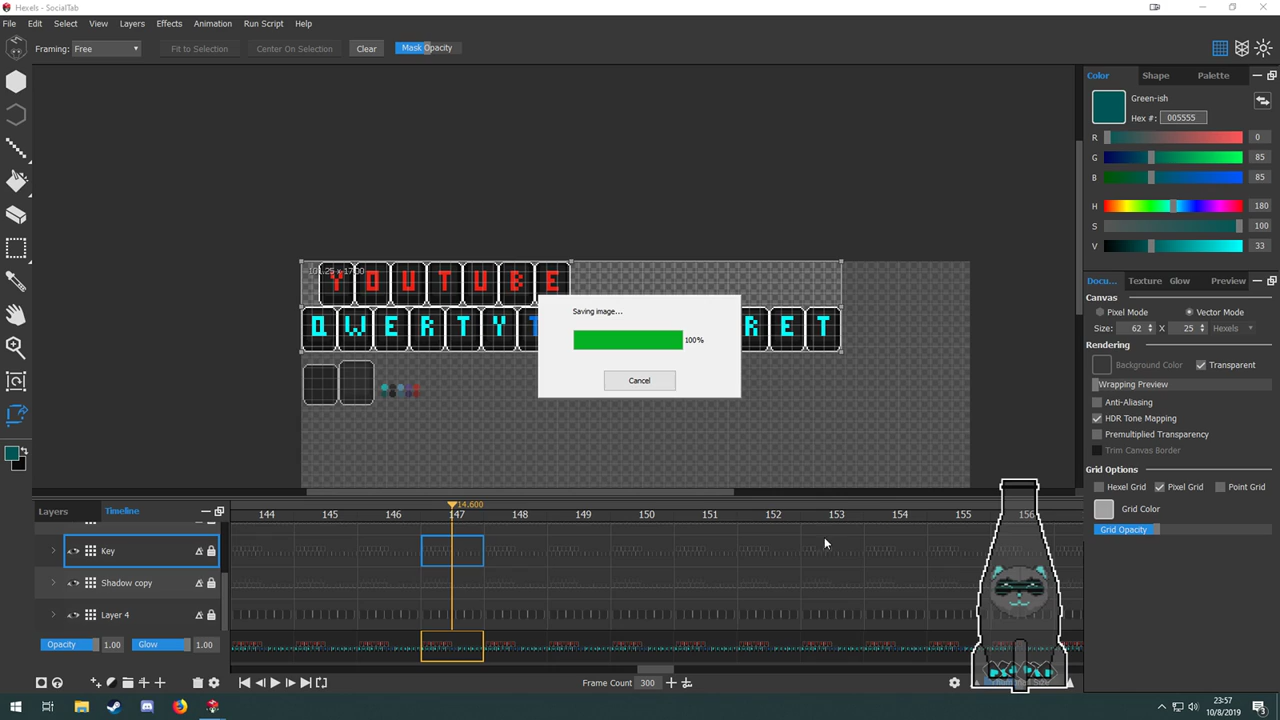 Hexels - SocialTab
File Edit Select View Layers Effects Animation Run Script Help
Framing: Free Fit to Selection Center On Selection Clear Mask Opacity
Color Shape Palette
Green-ish
Hex #: 005555
R 0
G 85
B 85
H 180
S 100
V 33
YOUTUBE
QWERTY
RET
Saving image...
100%
Cancel
Docu... Texture Glow Preview
Canvas
Pixel Mode Vector Mode
Size: 62 X 25 Hexels
Rendering
Background Color Transparent
Wrapping Preview
Anti-Aliasing
HDR Tone Mapping
Premultiplied Transparency
Trim Canvas Border
Grid Options
Hexel Grid Pixel Grid Point Grid
Grid Color
Grid Opacity
Layers Timeline
14.600
144 145 146 147 148 149 150 151 152 153 154 155 156
Key
Shadow copy
Layer 4
Opacity 1.00 Glow 1.00
Frame Count 300
23:57
10/8/2019